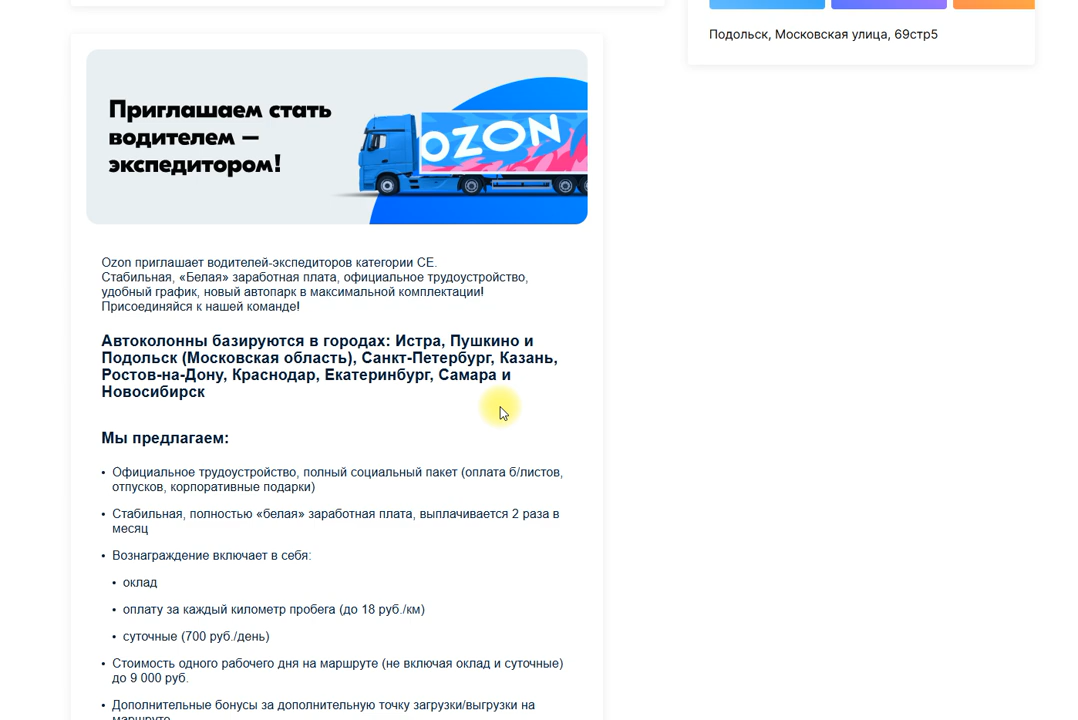 Подольск, Московская улица, 69стр5
Приглашаем стать
водителем —
экспедитором!
OZON
Ozon приглашает водителей-экспедиторов категории СЕ.
Стабильная, «Белая» заработная плата, официальное трудоустройство,
удобный график, новый автопарк в максимальной комплектации!
Присоединяйся к нашей команде!
Автоколонны базируются в городах: Истра, Пушкино и
Подольск (Московская область), Санкт-Петербург, Казань,
Ростов-на-Дону, Краснодар, Екатеринбург, Самара и
Новосибирск
Мы предлагаем:
• Официальное трудоустройство, полный социальный пакет (оплата б/листов,
отпусков, корпоративные подарки)
• Стабильная, полностью «белая» заработная плата, выплачивается 2 раза в
месяц
• Вознаграждение включает в себя:
• оклад
• оплату за каждый километр пробега (до 18 руб./км)
• суточные (700 руб./день)
• Стоимость одного рабочего дня на маршруте (не включая оклад и суточные)
до 9 000 руб.
• Дополнительные бонусы за дополнительную точку загрузки/выгрузки на
маршруте